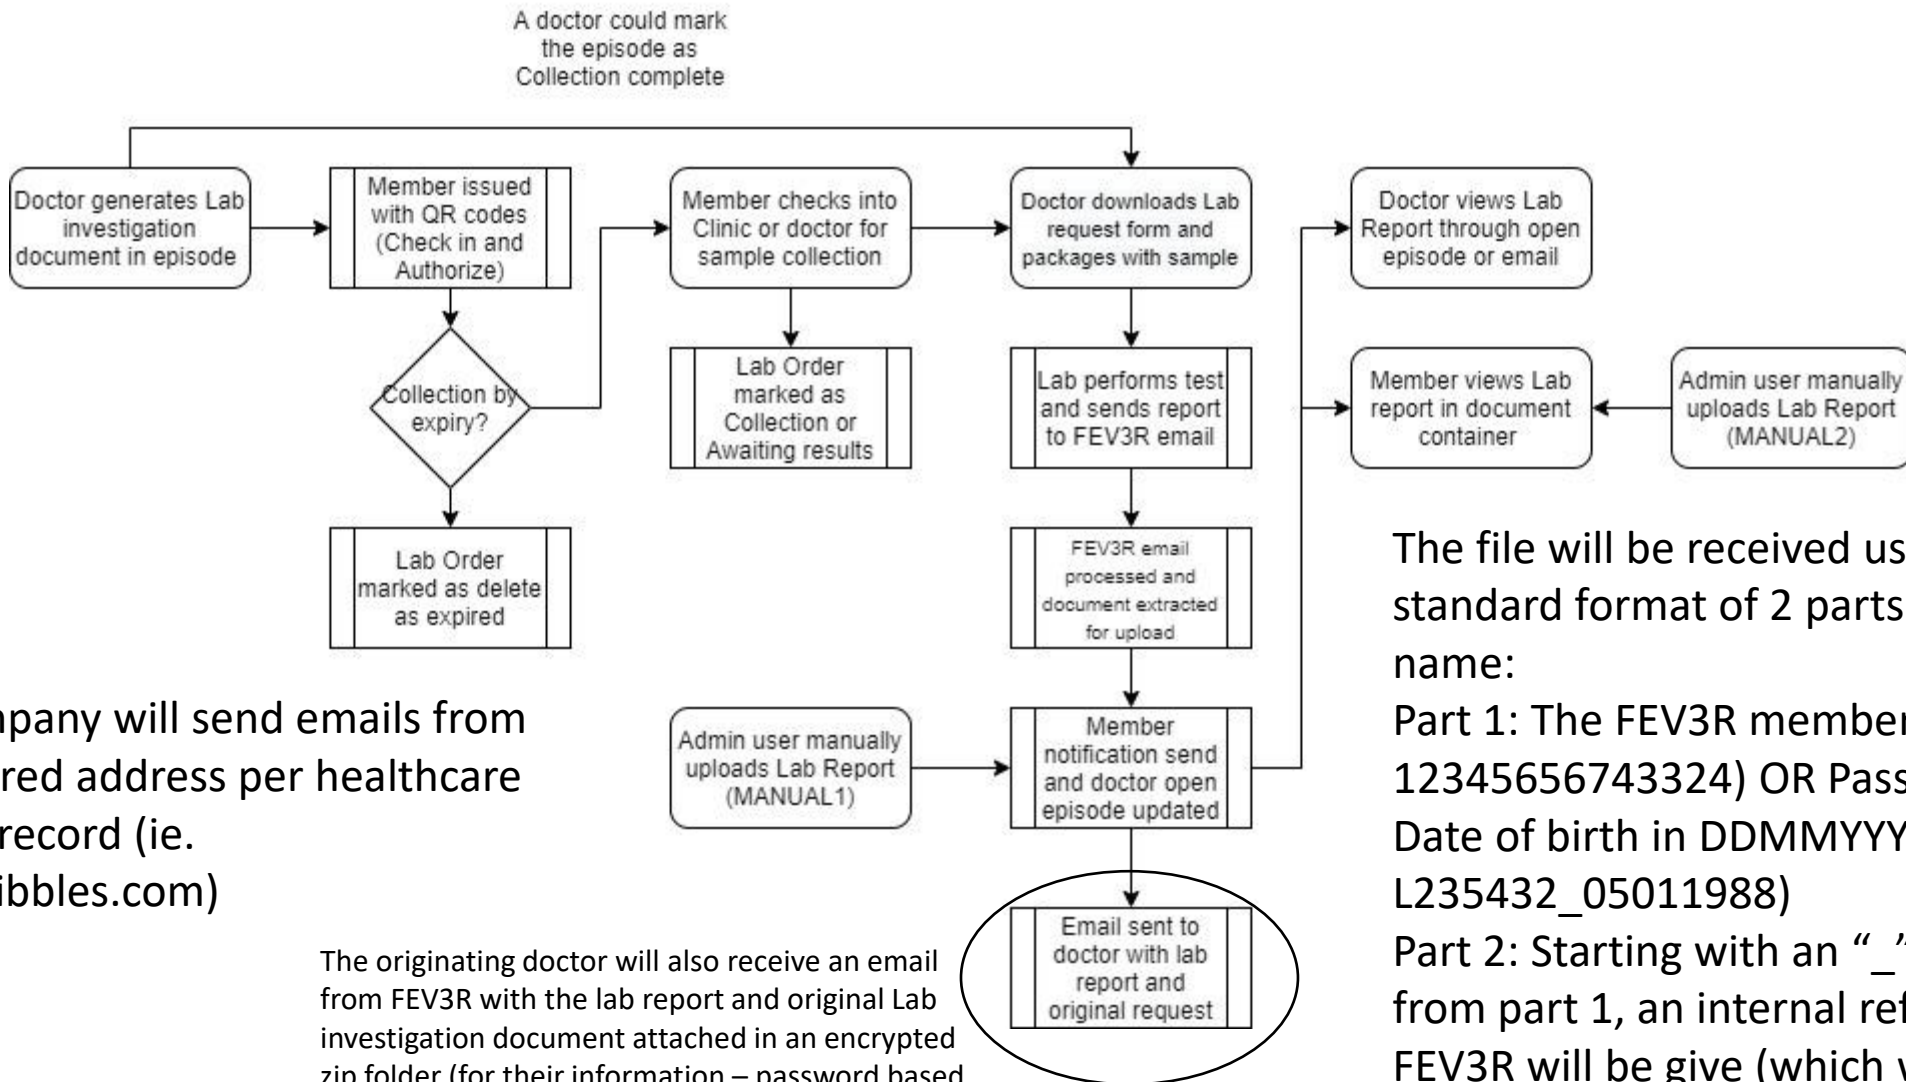 A doctor could mark
the episode as
Collection complete
Doctor generates Lab
investigation
document in episode
Member issued
with QR codes
(Check in and
Authorize)
Member checks into
Clinic or doctor for
sample collection
Doctor downloads Lab
request form and
packages with sample
Doctor views Lab
Report through open
episode or email
Collection by
expiry?
Lab Order
marked as
Collection or
Awaiting results
Lab performs test
and sends report
to FEV3R email
Member views Lab
report in document
container
Admin user manually
uploads Lab Report
(MANUAL2)
Lab Order
marked as delete
as expired
FEV3R email
processed and
document extracted
for upload
Admin user manually
uploads Lab Report
(MANUAL1)
Member
notification send
and doctor open
episode updated
Email sent to
doctor with lab
report and
original request
mpany will send emails from
red address per healthcare
record (ie.
ibbles.com)
The originating doctor will also receive an email
from FEV3R with the lab report and original Lab
investigation document attached in an encrypted
zip folder (for their information – password based
The file will be received us
standard format of 2 parts
name:
Part 1: The FEV3R member
12345656743324) OR Pass
Date of birth in DDMMYYY
L235432_05011988)
Part 2: Starting with an “_”
from part 1, an internal ref
FEV3R will be give (which w